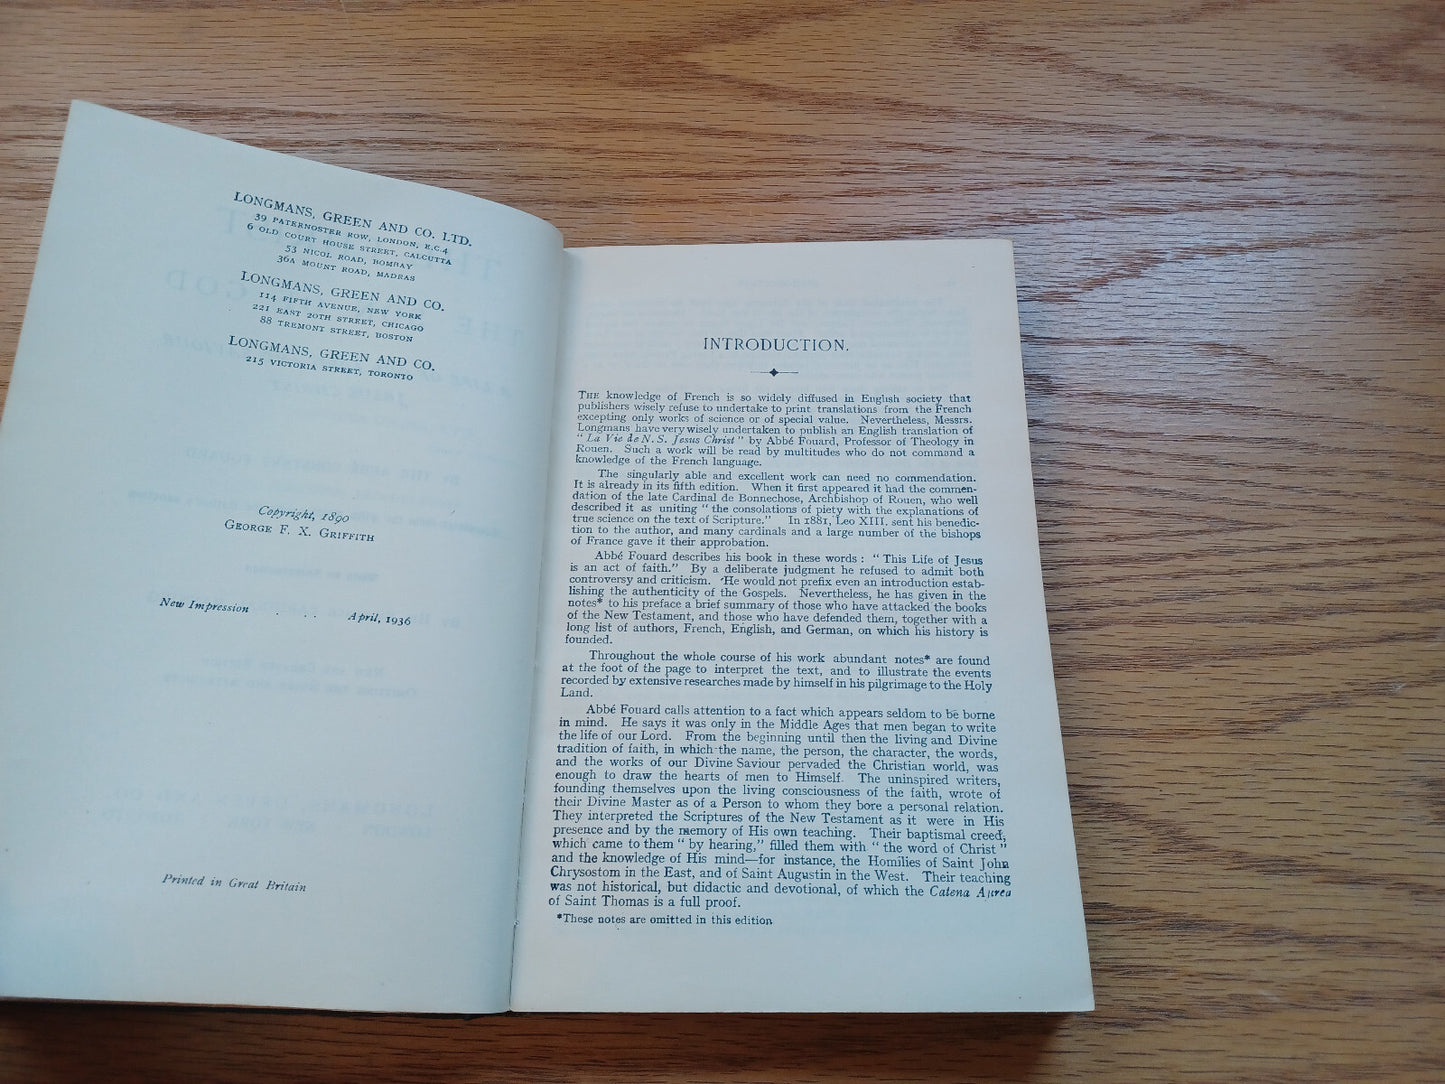 LONGMANS, GREEN AND CO. LTD.
39 PATERNOSTER ROW, LONDON, E.C.4
6 OLD COURT HOUSE STREET, CALCUTTA
53 NICOL ROAD, BOMBAY
36A MOUNT ROAD, MADRAS
LONGMANS, GREEN AND CO.
114 FIFTH AVENUE, NEW YORK
221 EAST 20TH STREET, CHICAGO
88 TREMONT STREET, BOSTON
LONGMANS, GREEN AND CO.
215 VICTORIA STREET, TORONTO
Copyright, 1890
GEORGE F. X. GRIFFITH
New Impression . . April, 1936
Printed in Great Britain
INTRODUCTION.
THE knowledge of French is so widely diffused in English society that
publishers wisely refuse to undertake to print translations from the French
excepting only works of science or of special value. Nevertheless, Messrs.
Longmans have very wisely undertaken to publish an English translation of
" La Vie de N. S. Jesus Christ " by Abbé Fouard, Professor of Theology in
Rouen. Such a work will be read by multitudes who do not command a
knowledge of the French language.
The singularly able and excellent work can need no commendation.
It is already in its fifth edition. When it first appeared it had the commen-
dation of the late Cardinal de Bonnechose, Archbishop of Rouen, who well
described it as uniting " the consolations of piety with the explanations of
true science on the text of Scripture." In 1881, Leo XIII. sent his benedic-
tion to the author, and many cardinals and a large number of the bishops
of France gave it their approbation.
Abbé Fouard describes his book in these words : " This Life of Jesus
is an act of faith." By a deliberate judgment he refused to admit both
controversy and criticism. He would not prefix even an introduction estab-
lishing the authenticity of the Gospels. Nevertheless, he has given in the
notes* to his preface a brief summary of those who have attacked the books
of the New Testament, and those who have defended them, together with a
long list of authors, French, English, and German, on which his history is
founded.
Throughout the whole course of his work abundant notes* are found
at the foot of the page to interpret the text, and to illustrate the events
recorded by extensive researches made by himself in his pilgrimage to the Holy
Land.
Abbé Fouard calls attention to a fact which appears seldom to be borne
in mind. He says it was only in the Middle Ages that men began to write
the life of our Lord. From the beginning until then the living and Divine
tradition of faith, in which the name, the person, the character, the words,
and the works of our Divine Saviour pervaded the Christian world, was
enough to draw the hearts of men to Himself. The uninspired writers,
founding themselves upon the living consciousness of the faith, wrote of
their Divine Master as of a Person to whom they bore a personal relation.
They interpreted the Scriptures of the New Testament as it were in His
presence and by the memory of His own teaching. Their baptismal creed,
which came to them " by hearing," filled them with " the word of Christ "
and the knowledge of His mind—for instance, the Homilies of Saint John
Chrysostom in the East, and of Saint Augustin in the West. Their teaching
was not historical, but didactic and devotional, of which the Catena Aurea
of Saint Thomas is a full proof.
*These notes are omitted in this edition